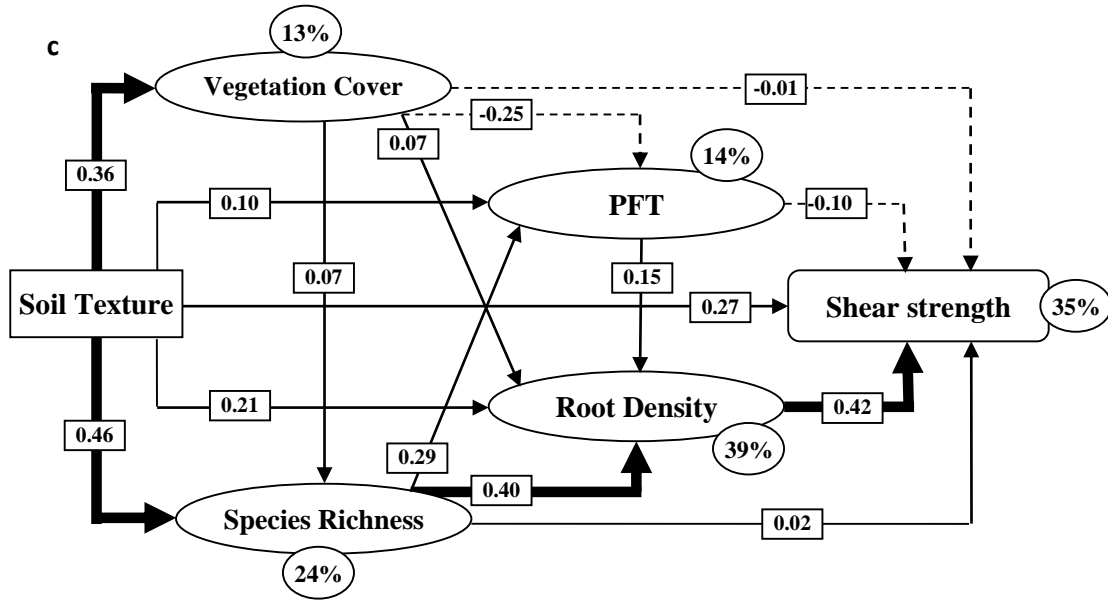 c
13%
Vegetation Cover
-0.01
-0.25
0.07
0.36
14%
PFT
0.10
-0.10
0.07
0.15
Soil Texture
0.27
Shear strength
35%
0.21
Root Density
0.42
0.46
39%
0.29
0.40
Species Richness
0.02
24%